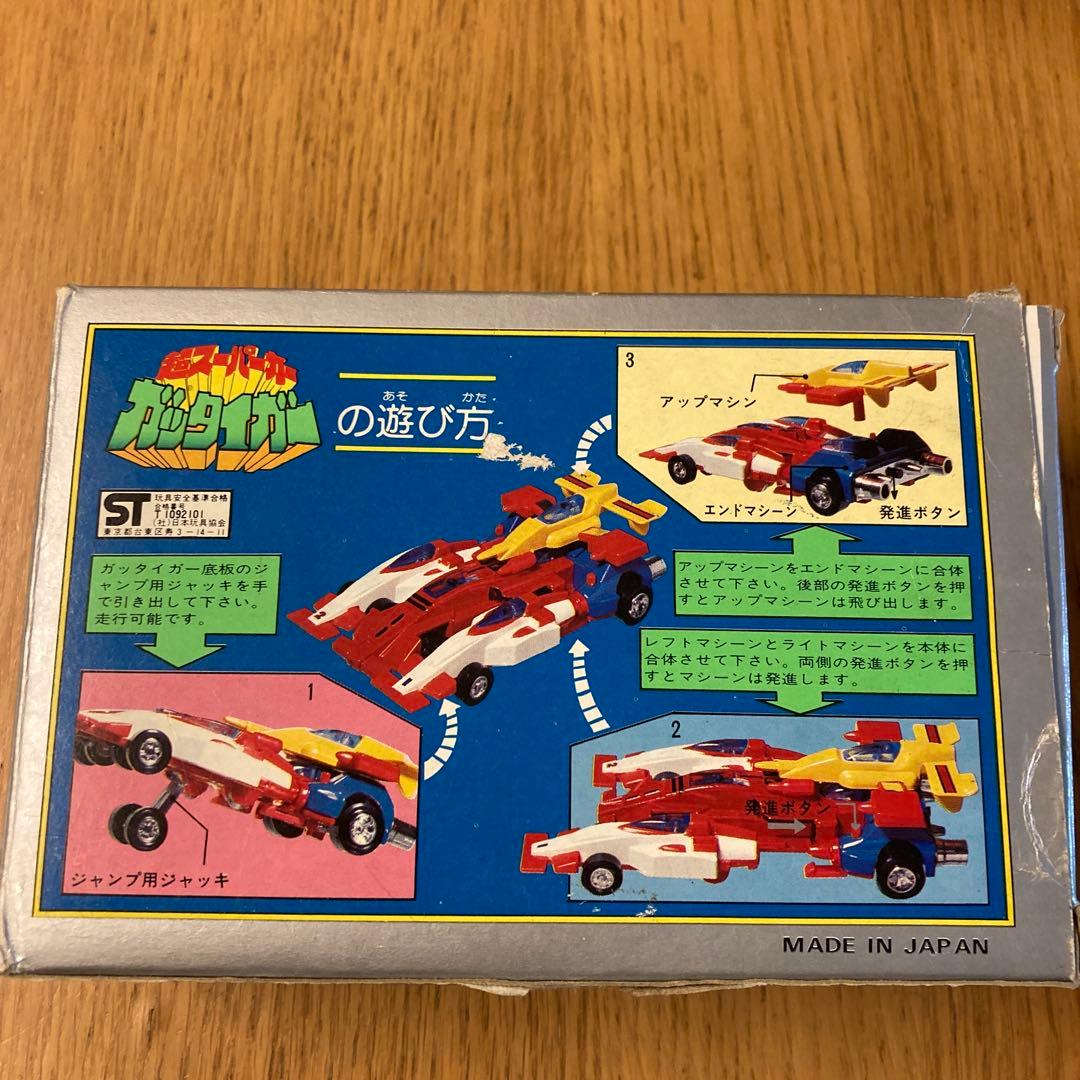 超スーパーカー
ガッタイガー
の遊び方
あそ かた
ST
玩具安全基準合格
合格番号
T1092101
(社)日本玩具協会
東京都台東区寿3-14-11
ガッタイガー底板のジ
ャンプ用ジャッキを手
で引き出して下さい。
走行可能です。
1
ジャンプ用ジャッキ
3
アップマシン
エンドマシーン
発進ボタン
アップマシーンをエンドマシーンに合体
させて下さい。後部の発進ボタンを押
すとアップマシーンは飛び出します。
レフトマシーンとライトマシーンを本体に
合体させて下さい。両側の発進ボタンを押
すとマシーンは発進します。
2
発進ボタン
MADE IN JAPAN